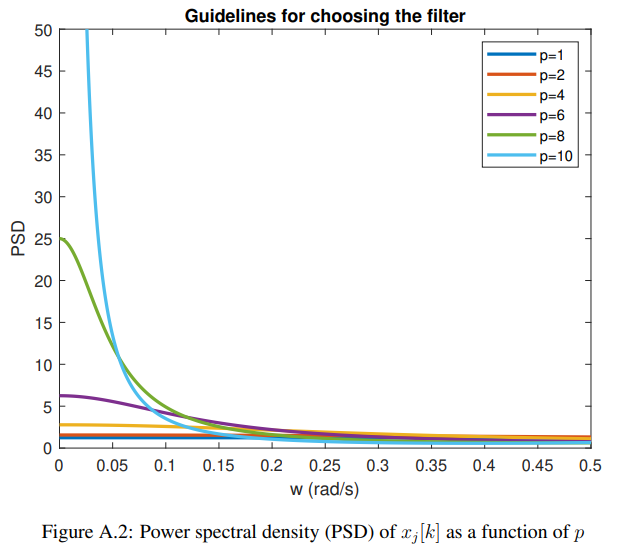 Guidelines for choosing the filter
50
45
40
35
30
25
20
15
10
5
0
PSD
p=1
p=2
p=4
p=6
p=8
p=10
0 0.05 0.1 0.15 0.2 0.25 0.3 0.35 0.4 0.45 0.5
w (rad/s)
Figure A.2: Power spectral density (PSD) of xⱼ[k] as a function of p